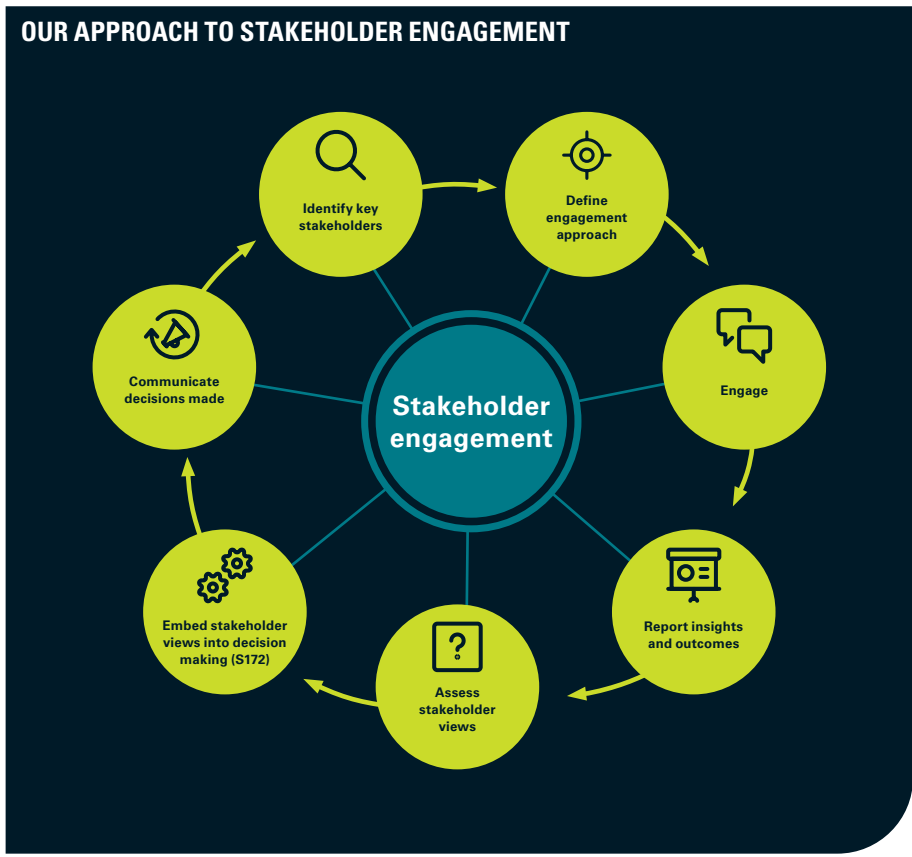 OUR APPROACH TO STAKEHOLDER ENGAGEMENT
Identify key
stakeholders
Define
engagement
approach
Engage
Report insights
and outcomes
Assess
stakeholder
views
Embed stakeholder
views into decision
making (S172)
Communicate
decisions made
Stakeholder
engagement
?